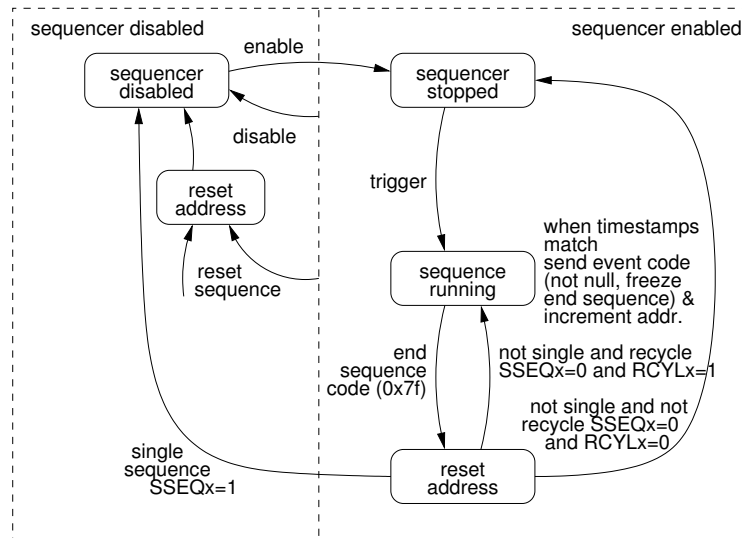 sequencer disabled
sequencer enabled
enable
sequencer
disabled
sequencer
stopped
disable
trigger
reset
address
reset
sequence
when timestamps
match
send event code
(not null, freeze
end sequence) &
increment addr.
sequence
running
end
sequence
code (0x7f)
not single and recycle
SSEQx=0 and RCYLx=1
not single and not
recycle SSEQx=0
and RCYLx=0
single
sequence
SSEQx=1
reset
address